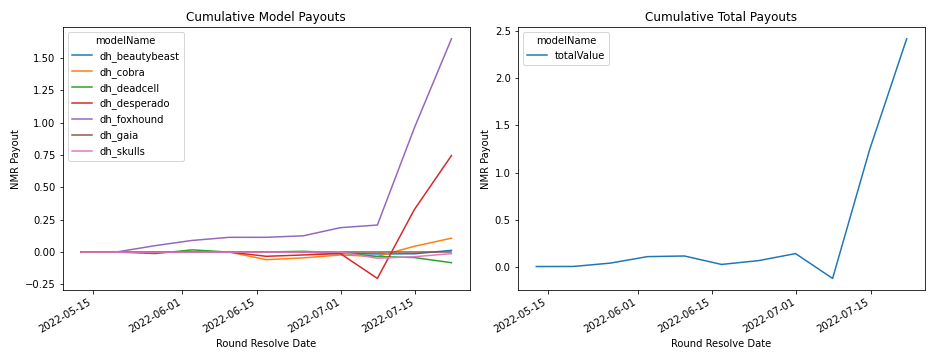 Cumulative Model Payouts
NMR Payout
1.50
1.25
1.00
0.75
0.50
0.25
0.00
−0.25
modelName
dh_beautybeast
dh_cobra
dh_deadcell
dh_desperado
dh_foxhound
dh_gaia
dh_skulls
2022-05-15
2022-06-01
2022-06-15
2022-07-01
2022-07-15
Round Resolve Date
Cumulative Total Payouts
NMR Payout
2.5
2.0
1.5
1.0
0.5
0.0
modelName
totalValue
2022-05-15
2022-06-01
2022-06-15
2022-07-01
2022-07-15
Round Resolve Date